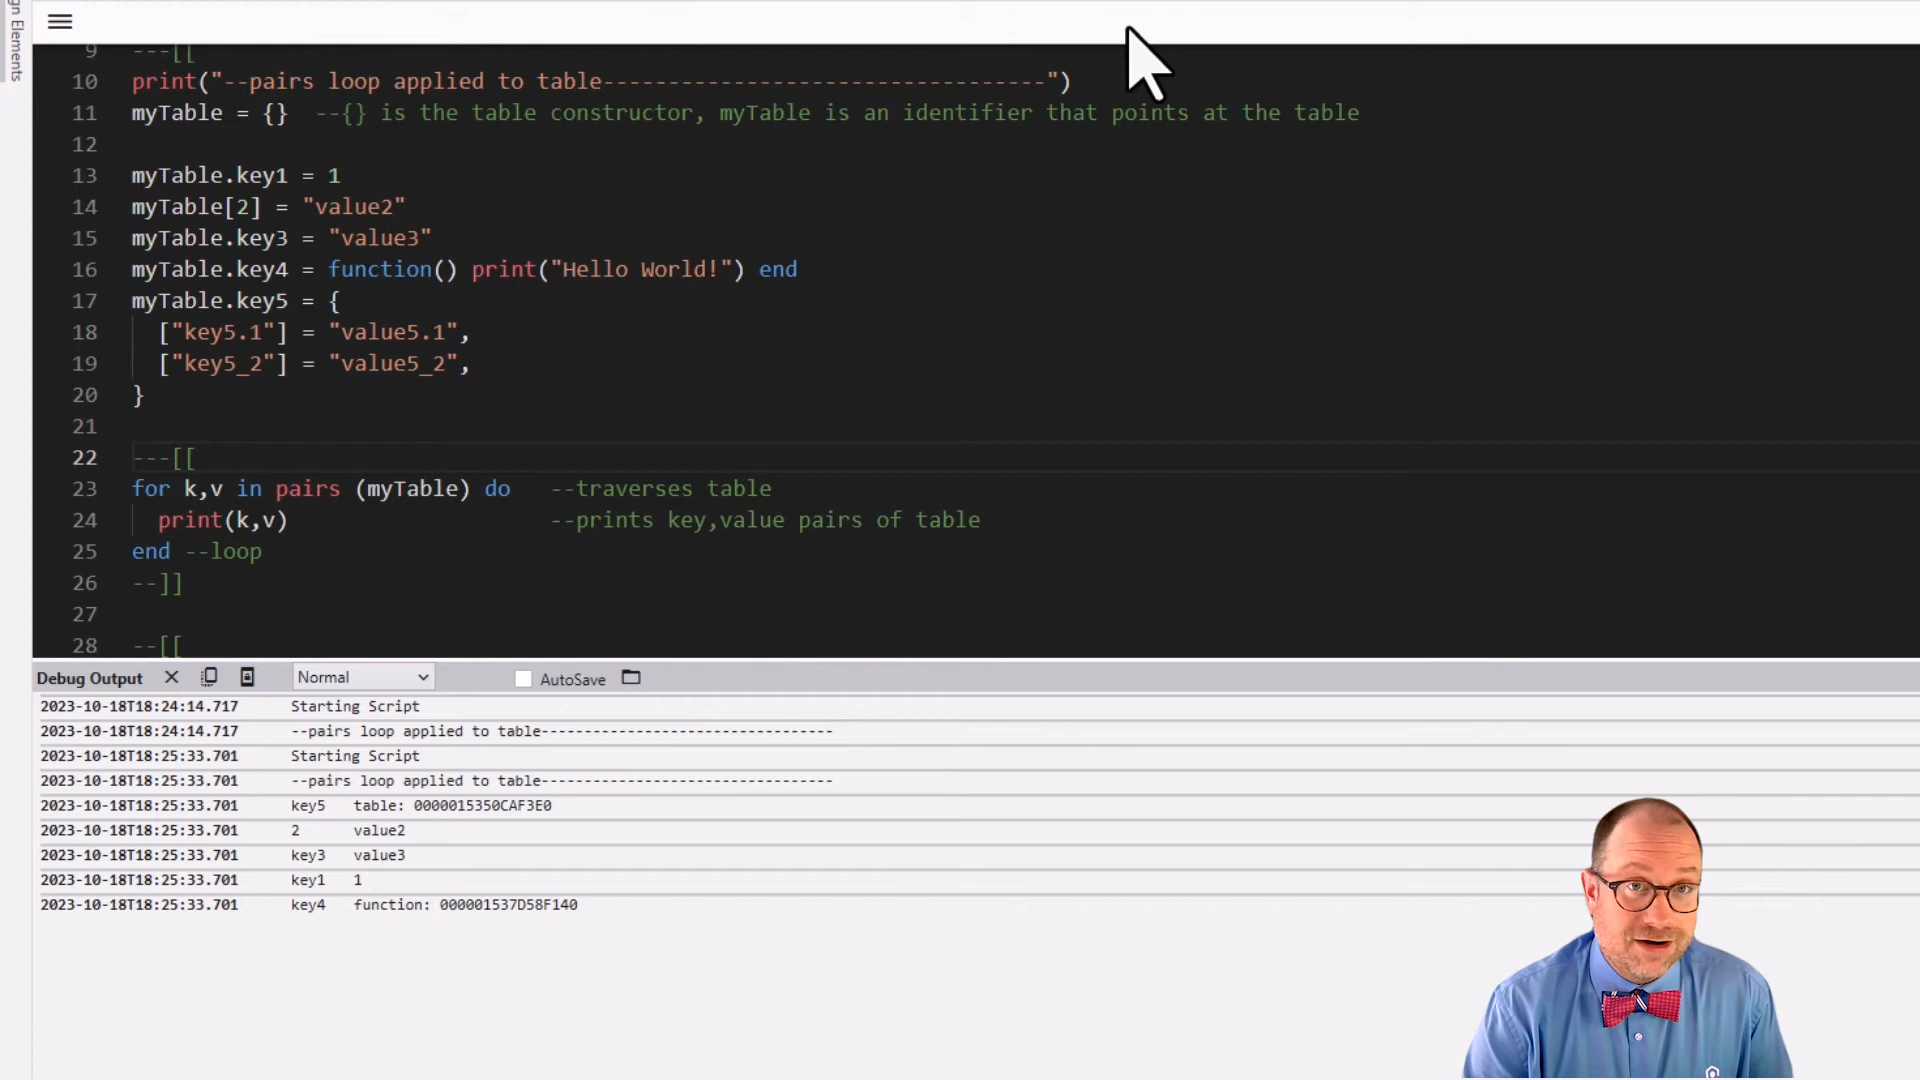 gn Elements
9 ---[[
10 print("--pairs loop applied to table----------------------------------")
11 myTable = {} --{} is the table constructor, myTable is an identifier that points at the table
12
13 myTable.key1 = 1
14 myTable[2] = "value2"
15 myTable.key3 = "value3"
16 myTable.key4 = function() print("Hello World!") end
17 myTable.key5 = {
18 ["key5.1"] = "value5.1",
19 ["key5_2"] = "value5_2",
20 }
21
22 ---[[
23 for k,v in pairs (myTable) do --traverses table
24 print(k,v) --prints key,value pairs of table
25 end --loop
26 --]]
27
28 --[[
Debug Output Normal AutoSave
2023-10-18T18:24:14.717 Starting Script
2023-10-18T18:24:14.717 --pairs loop applied to table----------------------------------
2023-10-18T18:25:33.701 Starting Script
2023-10-18T18:25:33.701 --pairs loop applied to table----------------------------------
2023-10-18T18:25:33.701 key5 table: 0000015350CAF3E0
2023-10-18T18:25:33.701 2 value2
2023-10-18T18:25:33.701 key3 value3
2023-10-18T18:25:33.701 key1 1
2023-10-18T18:25:33.701 key4 function: 000001537D58F140